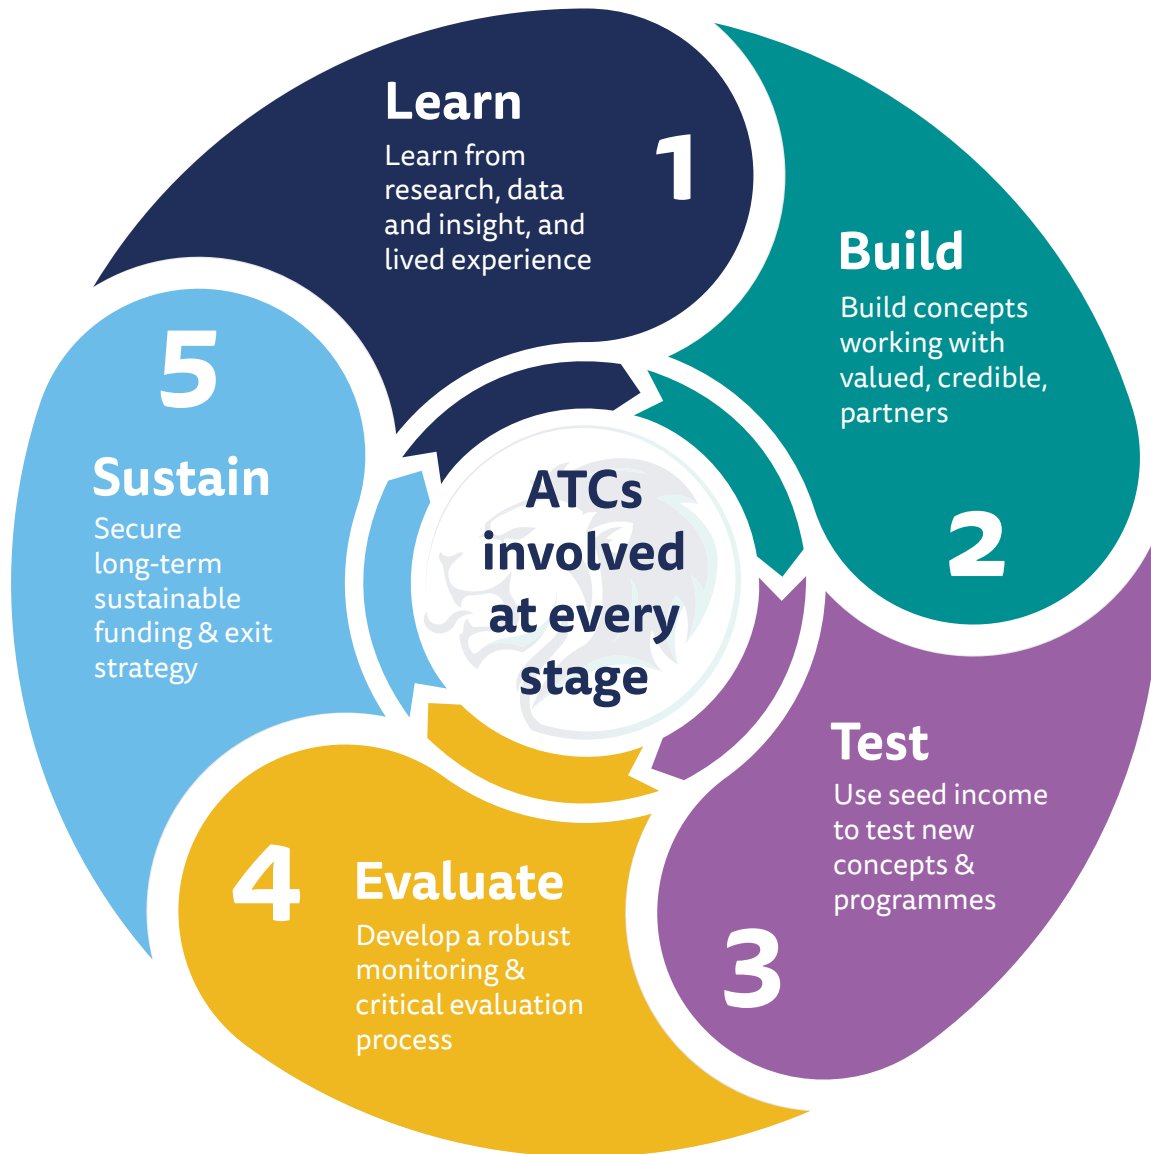 Learn
Learn from
research, data
and insight, and
lived experience
1
Build
Build concepts
working with
valued, credible,
partners
2
Test
Use seed income
to test new
concepts &
programmes
3
4
Evaluate
Develop a robust
monitoring &
critical evaluation
process
5
Sustain
Secure
long-term
sustainable
funding & exit
strategy
ATCs
involved
at every
stage